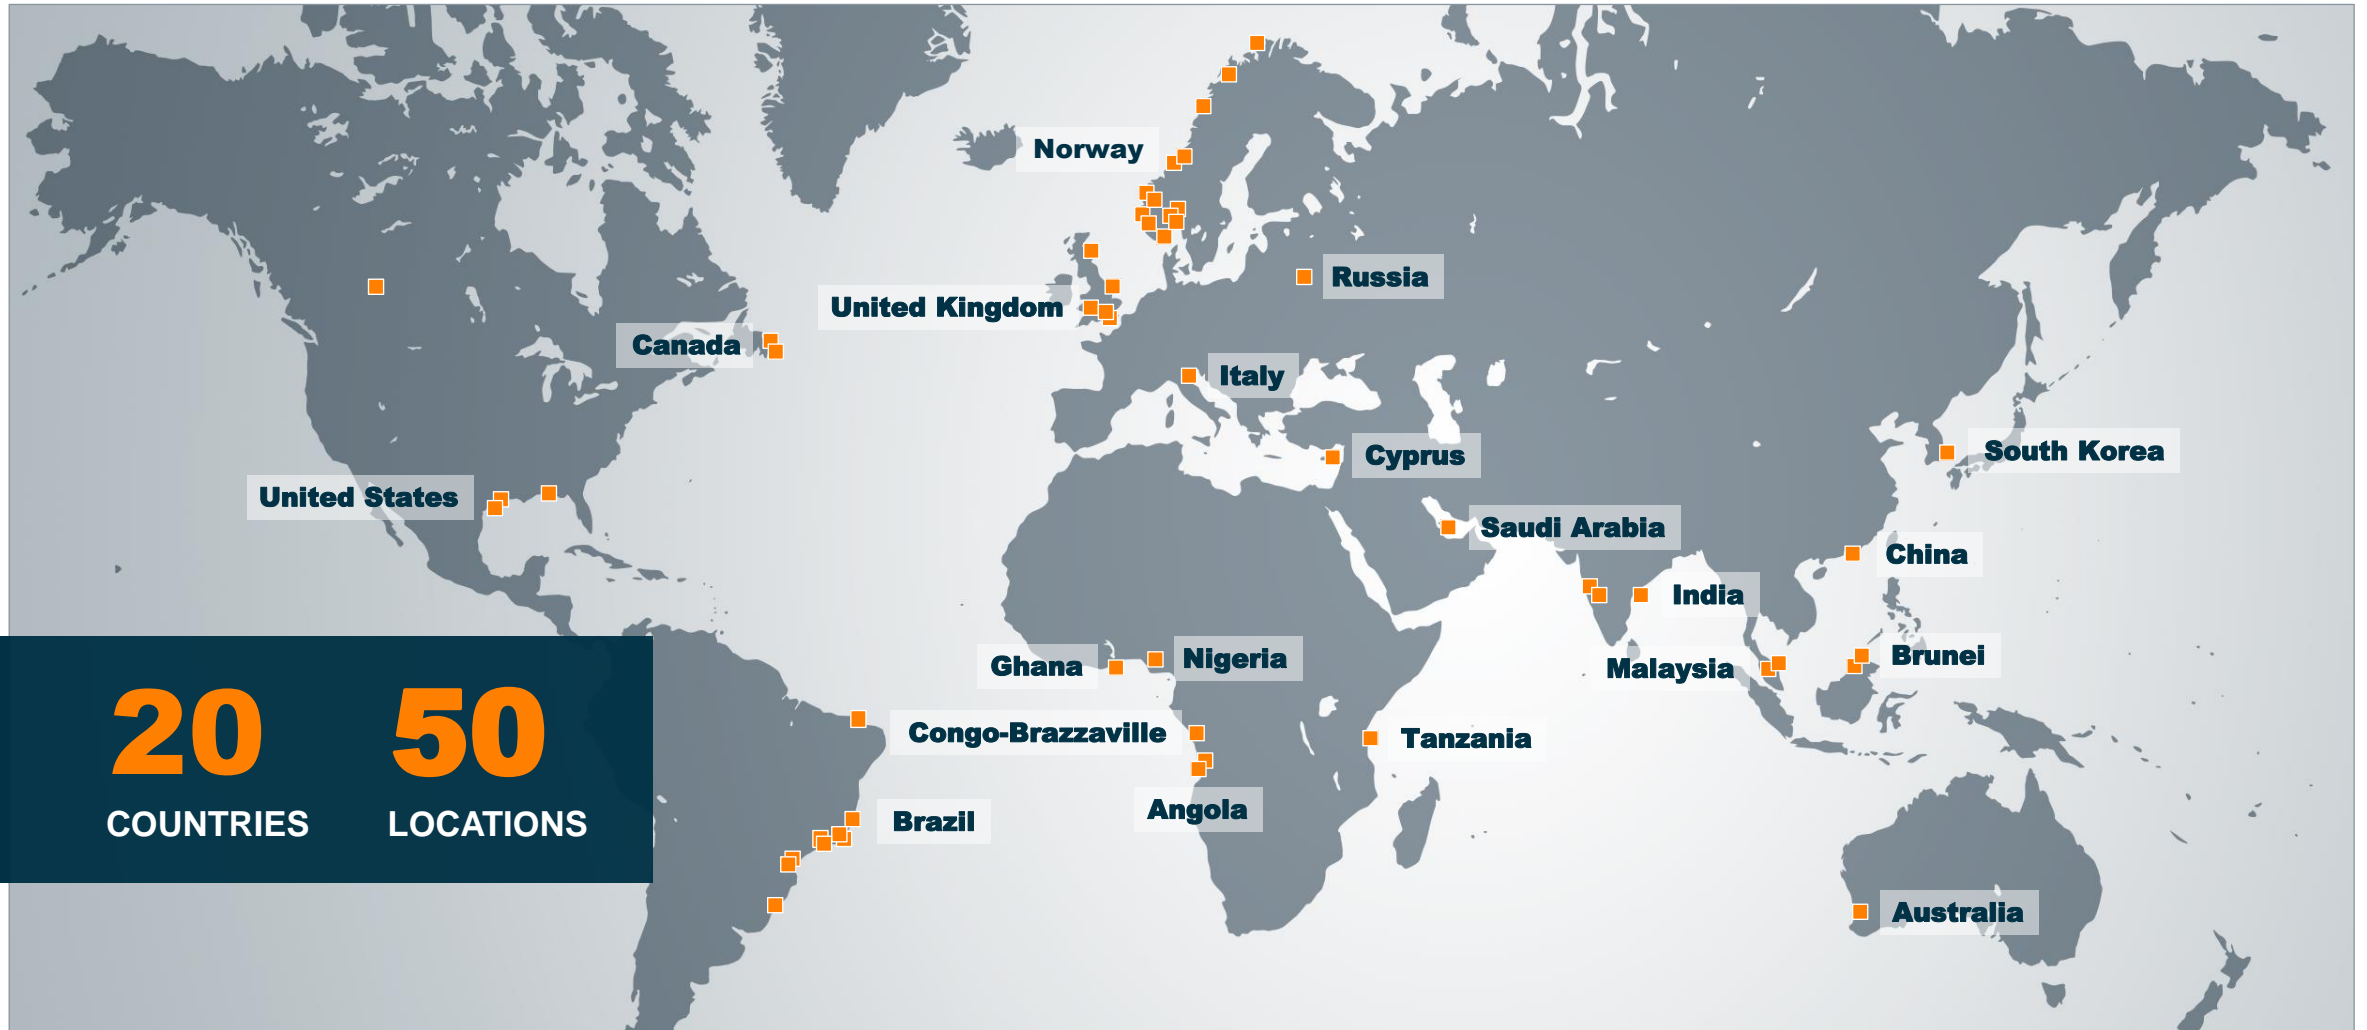 Norway
Russia
United Kingdom
Canada
Italy
Cyprus
South Korea
United States
Saudi Arabia
China
India
Ghana
Nigeria
Malaysia
Brunei
Congo-Brazzaville
Tanzania
Angola
Brazil
Australia
20 50
COUNTRIES LOCATIONS